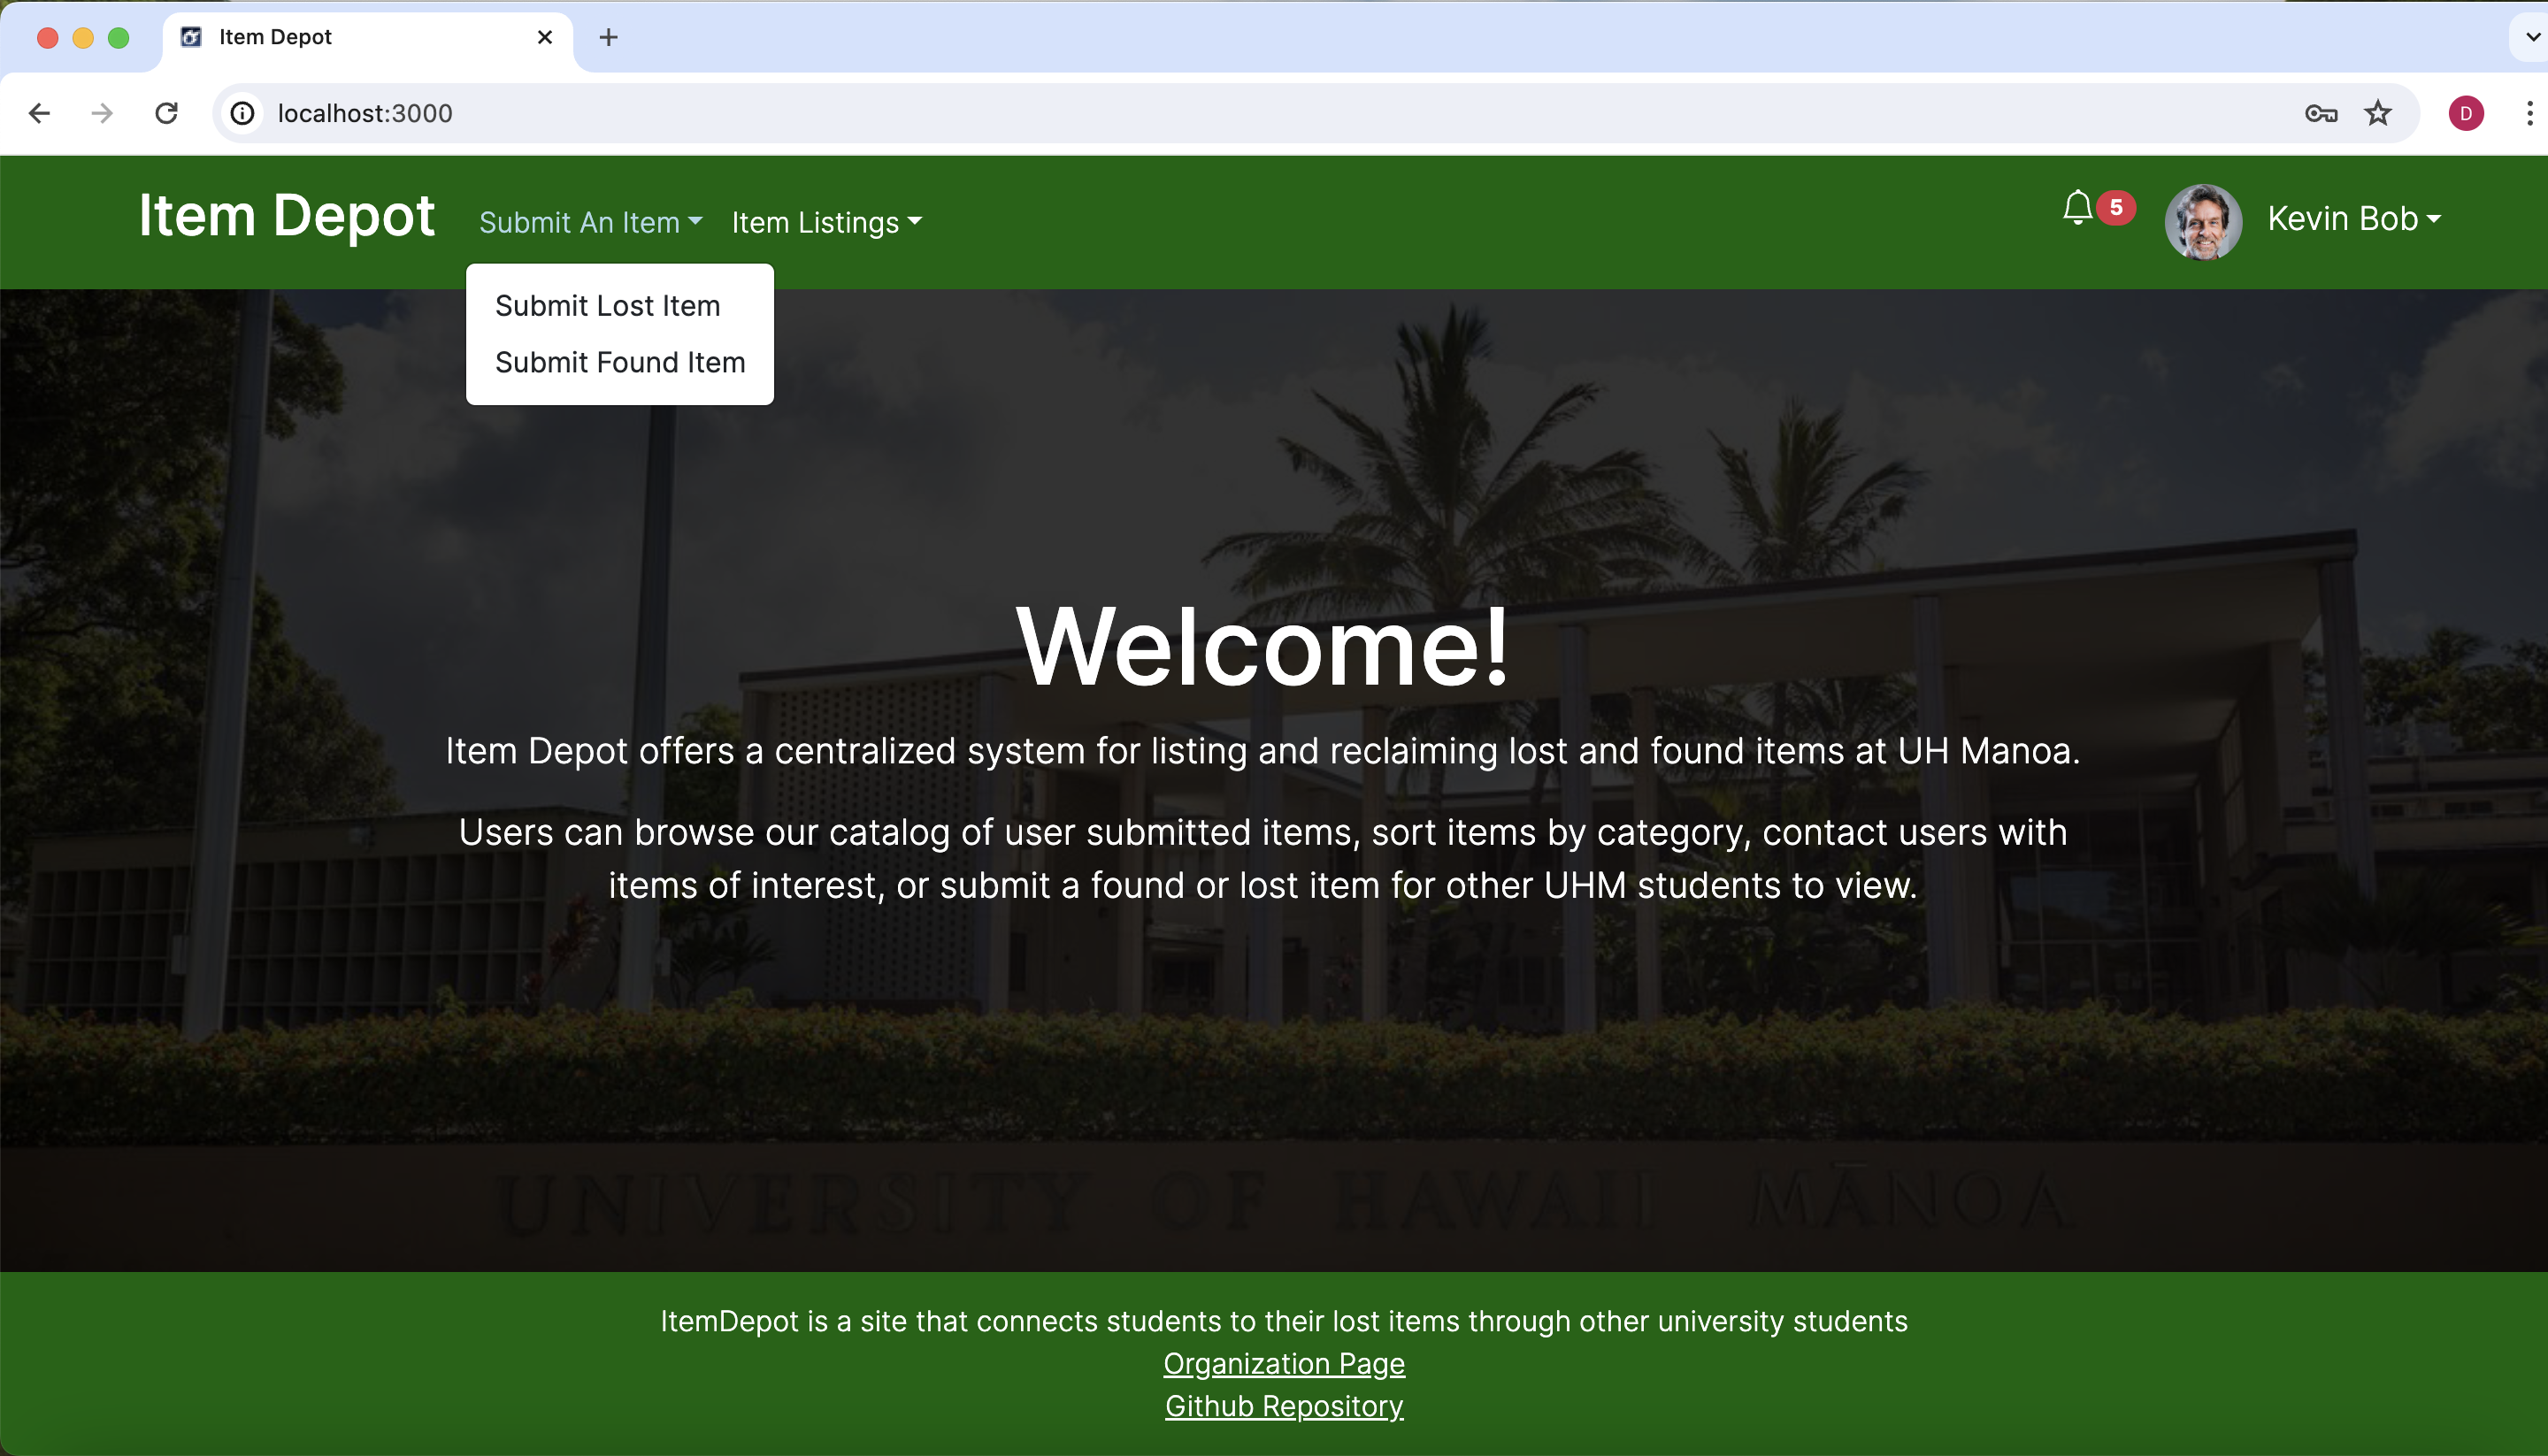 Item Depot
localhost:3000
D
Item Depot
Submit An Item
Item Listings
5
Kevin Bob
Submit Lost Item
Submit Found Item
Welcome!
Item Depot offers a centralized system for listing and reclaiming lost and found items at UH Manoa.
Users can browse our catalog of user submitted items, sort items by category, contact users with
items of interest, or submit a found or lost item for other UHM students to view.
UNIVERSITY OF HAWAII MĀNOA
ItemDepot is a site that connects students to their lost items through other university students
Organization Page
Github Repository